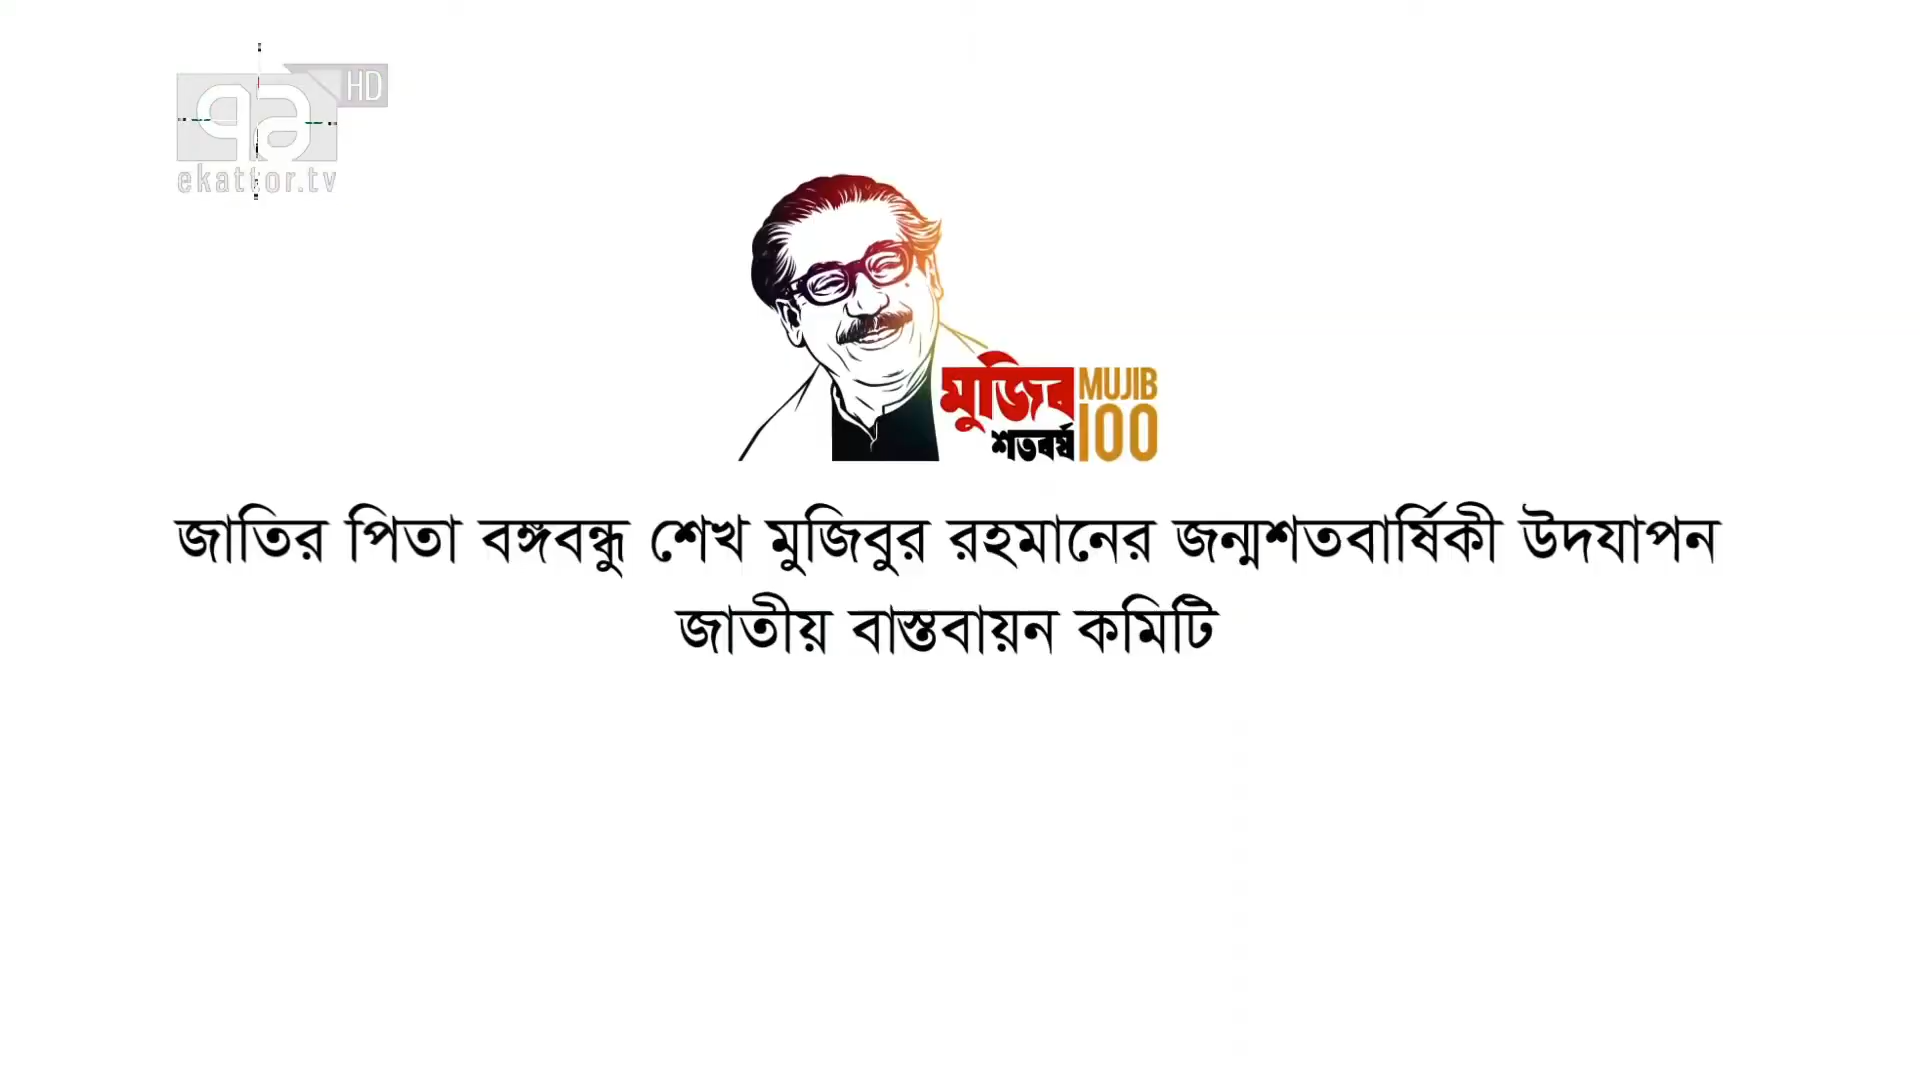 HD
ekattor.tv
মুজিব MUJIB
শতবর্ষ 100
জাতির পিতা বঙ্গবন্ধু শেখ মুজিবুর রহমানের জন্মশতবার্ষিকী উদযাপন
জাতীয় বাস্তবায়ন কমিটি